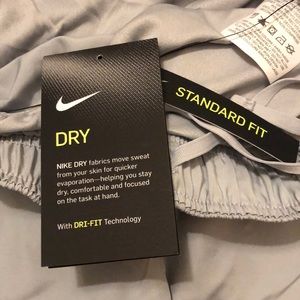 DRY
NIKE DRY fabrics move sweat
from your skin for quicker
evaporation—helping you stay
dry, comfortable and focused
on the task at hand.
With DRI-FIT Technology
STANDARD FIT